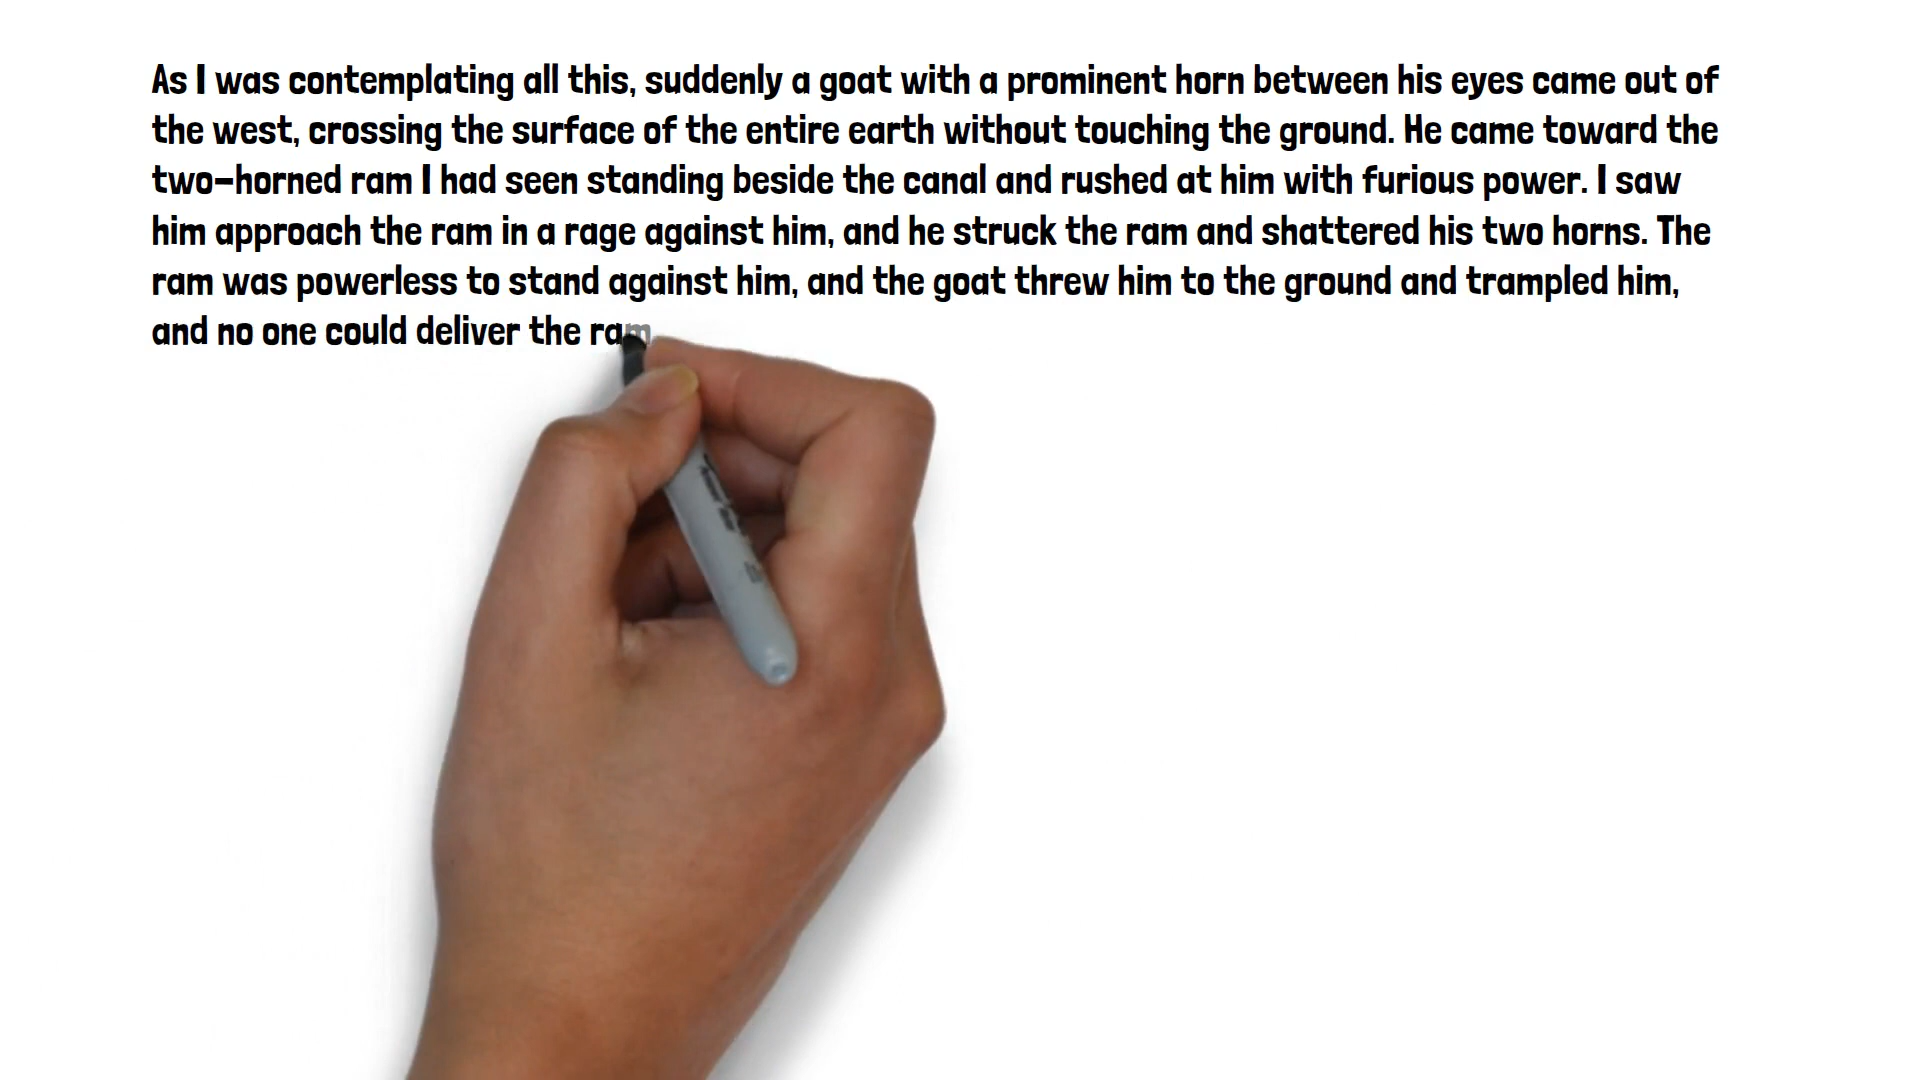 As I was contemplating all this, suddenly a goat with a prominent horn between his eyes came out of
the west, crossing the surface of the entire earth without touching the ground. He came toward the
two-horned ram I had seen standing beside the canal and rushed at him with furious power. I saw
him approach the ram in a rage against him, and he struck the ram and shattered his two horns. The
ram was powerless to stand against him, and the goat threw him to the ground and trampled him,
and no one could deliver the ram